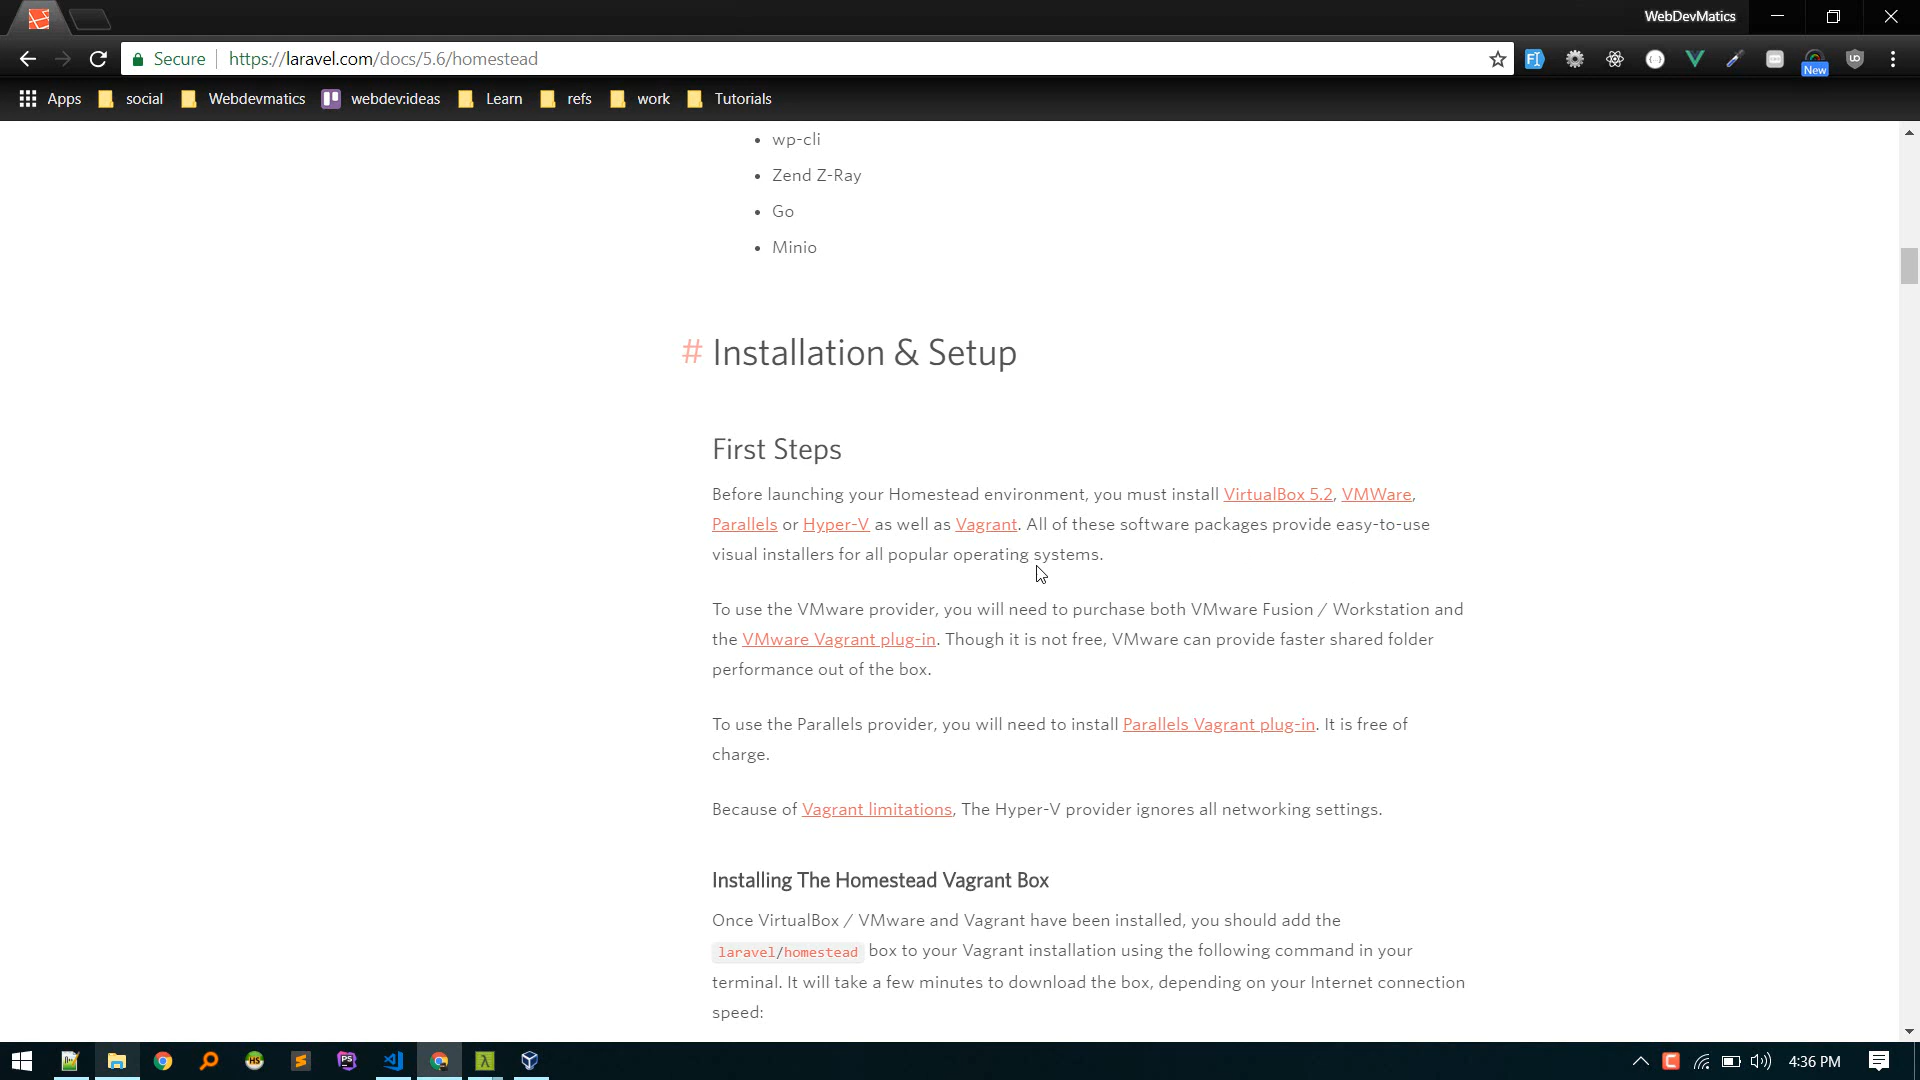 WebDevMatics
Secure https://laravel.com/docs/5.6/homestead
New
Apps social Webdevmatics webdev:ideas Learn refs work Tutorials
• wp-cli
• Zend Z-Ray
• Go
• Minio
# Installation & Setup
First Steps
Before launching your Homestead environment, you must install VirtualBox 5.2, VMWare,
Parallels or Hyper-V as well as Vagrant. All of these software packages provide easy-to-use
visual installers for all popular operating systems.
To use the VMware provider, you will need to purchase both VMware Fusion / Workstation and
the VMware Vagrant plug-in. Though it is not free, VMware can provide faster shared folder
performance out of the box.
To use the Parallels provider, you will need to install Parallels Vagrant plug-in. It is free of
charge.
Because of Vagrant limitations, The Hyper-V provider ignores all networking settings.
Installing The Homestead Vagrant Box
Once VirtualBox / VMware and Vagrant have been installed, you should add the
laravel/homestead box to your Vagrant installation using the following command in your
terminal. It will take a few minutes to download the box, depending on your Internet connection
speed:
4:36 PM